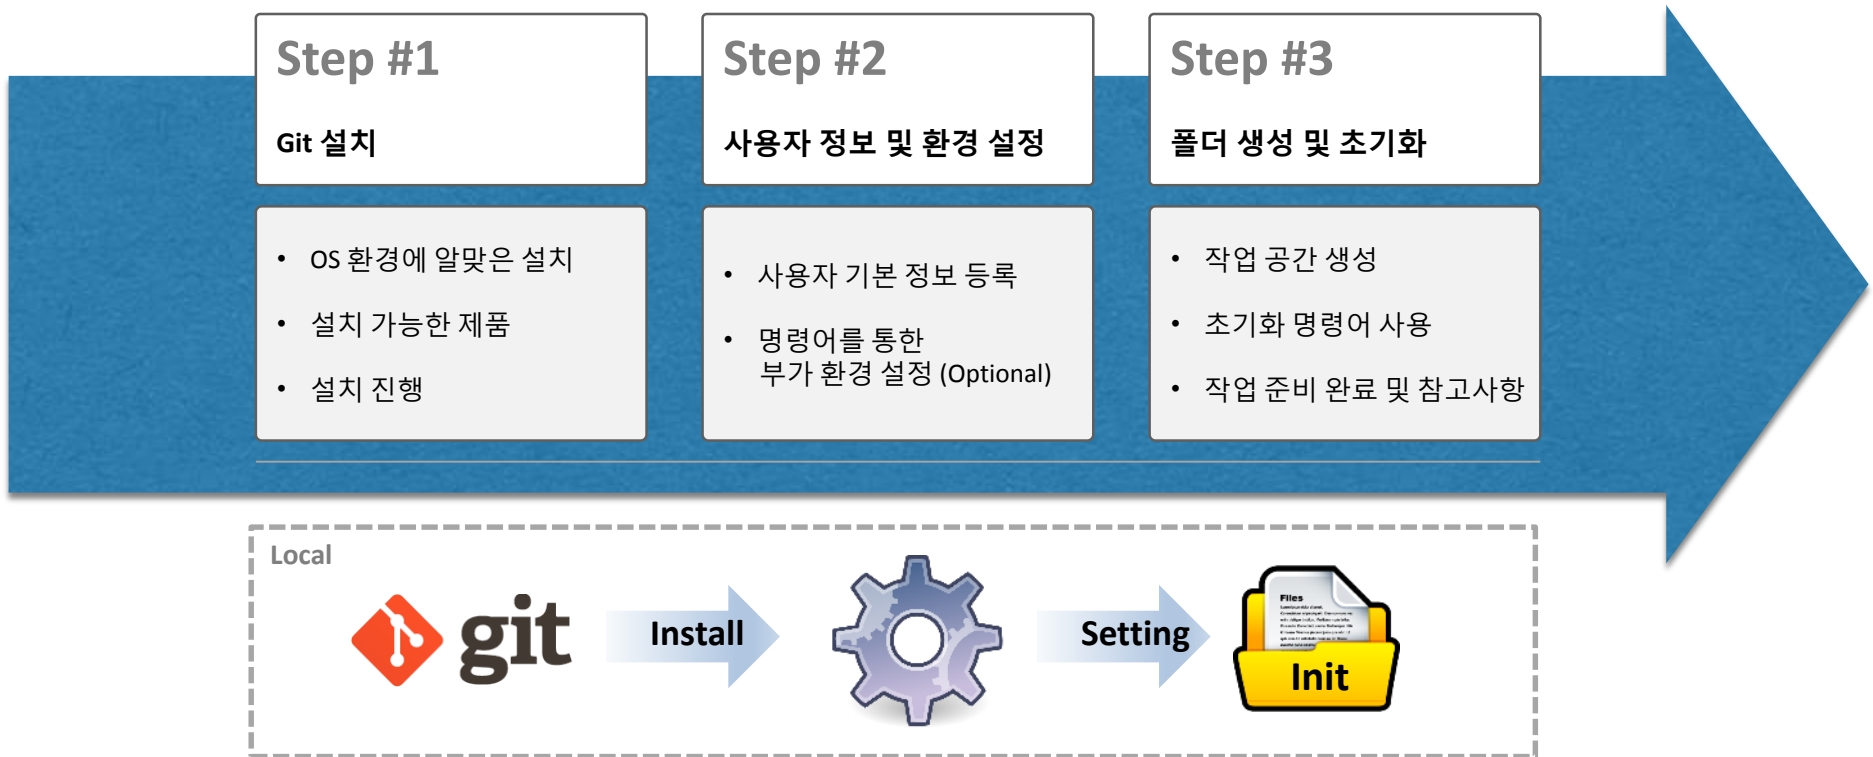 Step #1
Git 설치
• OS 환경에 알맞은 설치
• 설치 가능한 제품
• 설치 진행
Step #2
사용자 정보 및 환경 설정
• 사용자 기본 정보 등록
• 명령어를 통한
부가 환경 설정 (Optional)
Step #3
폴더 생성 및 초기화
• 작업 공간 생성
• 초기화 명령어 사용
• 작업 준비 완료 및 참고사항
Local
git
Install
Setting
Files
Init